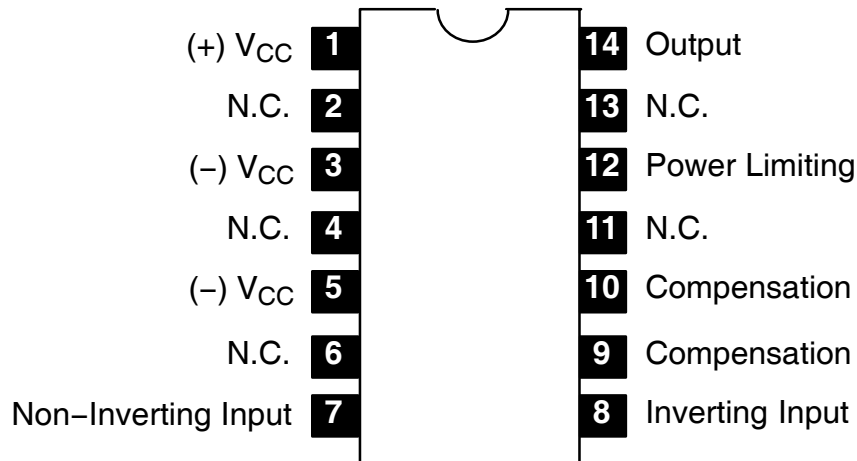 (+) VCC 1 14 Output
N.C. 2 13 N.C.
(−) VCC 3 12 Power Limiting
N.C. 4 11 N.C.
(−) VCC 5 10 Compensation
N.C. 6 9 Compensation
Non−Inverting Input 7 8 Inverting Input